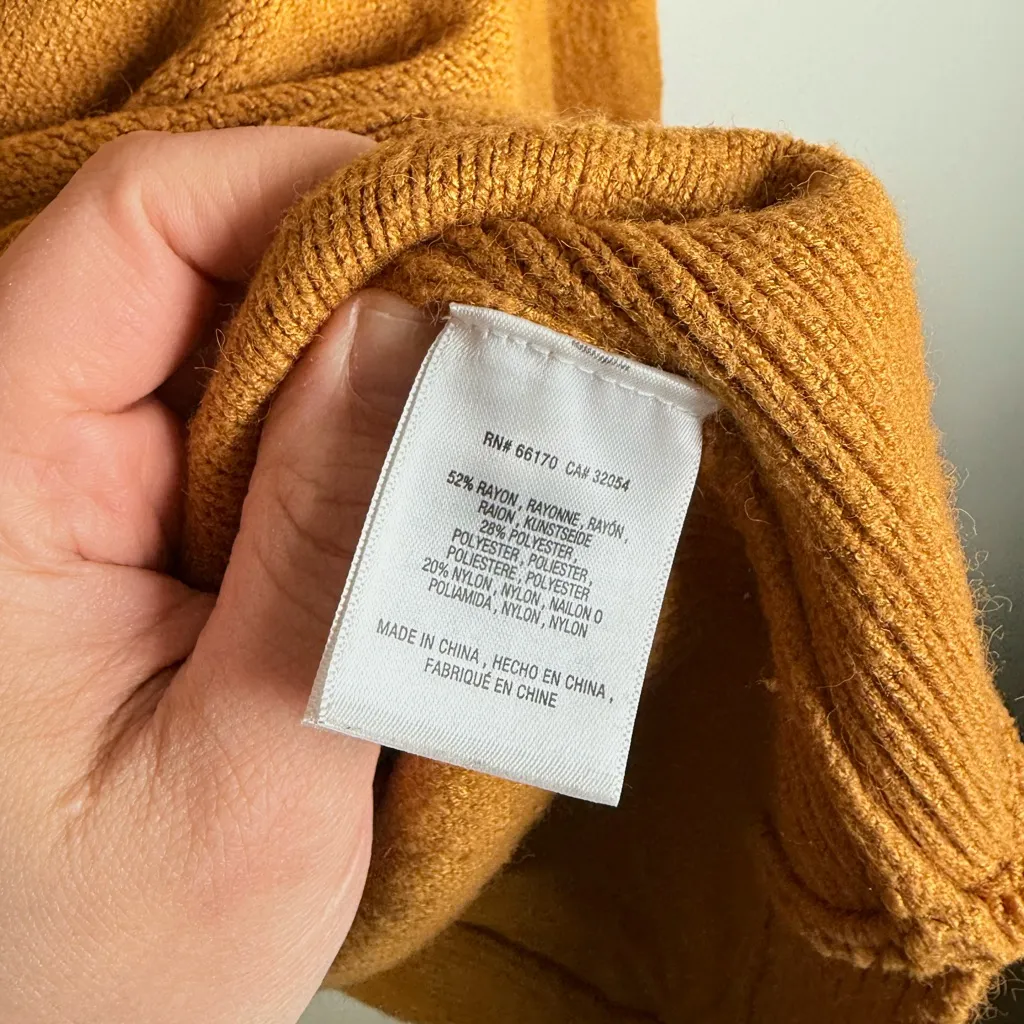 RN# 66170 CA# 32054
52% RAYON, RAYONNE, RAYÓN,
RAION, KUNSTSEIDE
28% POLYESTER,
POLYESTER, POLIESTER,
POLIESTERE, POLYESTER
20% NYLON, NYLON, NAILON O
POLIAMIDA, NYLON, NYLON
MADE IN CHINA, HECHO EN CHINA,
FABRIQUÉ EN CHINE